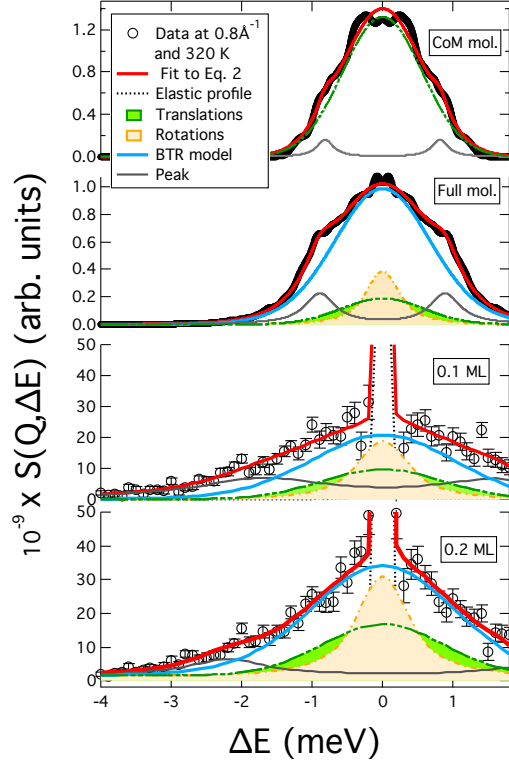 1.2
0.8
0.4
0.0
CoM mol.
Data at 0.8Å⁻¹
and 320 K
Fit to Eq. 2
Elastic profile
Translations
Rotations
BTR model
Peak
1.0
0.8
0.6
0.4
0.2
0.0
Full mol.
50
40
30
20
10
0
0.1 ML
50
40
30
20
10
0
0.2 ML
-4 -3 -2 -1 0 1
ΔE (meV)
10⁻⁹ x S(Q,ΔE) (arb. units)